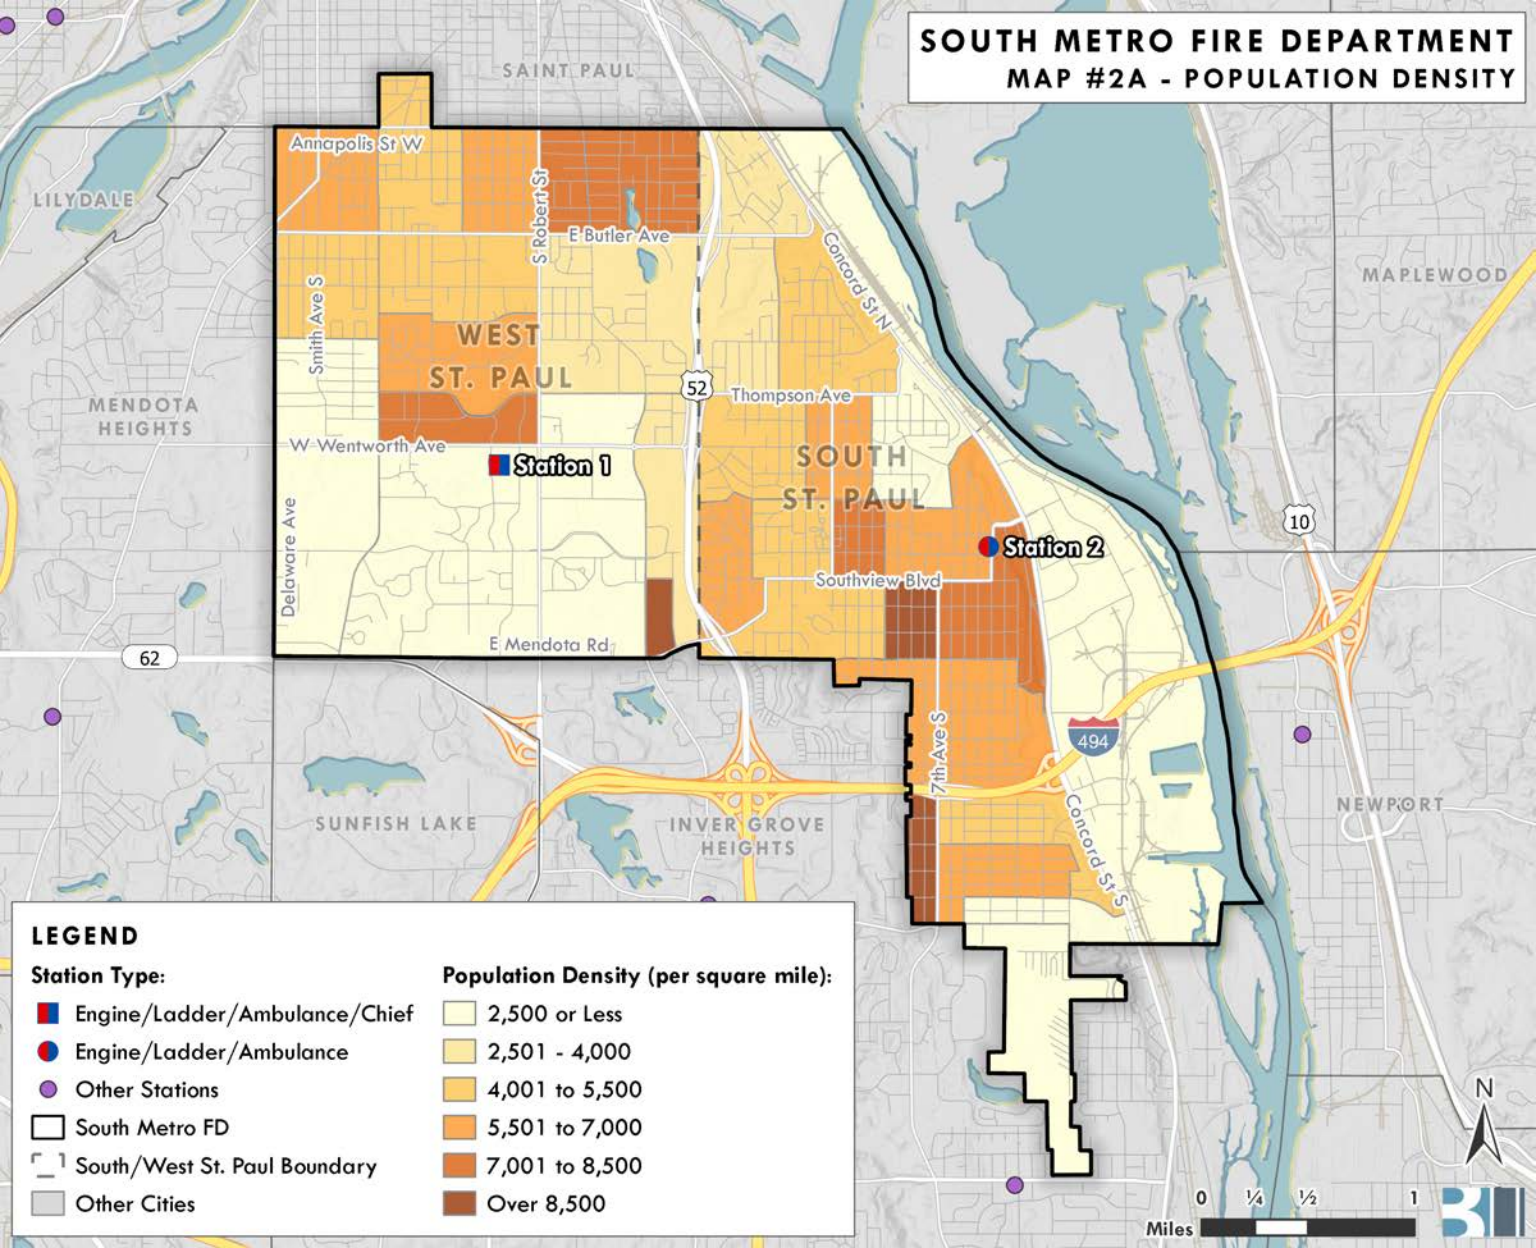 SOUTH METRO FIRE DEPARTMENT
MAP #2A - POPULATION DENSITY
SAINT PAUL
Annapolis St W
LILYDALE
S Robert St
E Butler Ave
Concord St N
MAPLEWOOD
Smith Ave S
WEST
ST. PAUL
52
Thompson Ave
MENDOTA
HEIGHTS
W Wentworth Ave
Station 1
SOUTH
ST. PAUL
10
Station 2
Delaware Ave
Southview Blvd
E Mendota Rd
62
7th Ave S
494
NEWPORT
SUNFISH LAKE
INVER GROVE
HEIGHTS
Concord St S
LEGEND
Station Type:
Engine/Ladder/Ambulance/Chief
Engine/Ladder/Ambulance
Other Stations
South Metro FD
South/West St. Paul Boundary
Other Cities
Population Density (per square mile):
2,500 or Less
2,501 - 4,000
4,001 to 5,500
5,501 to 7,000
7,001 to 8,500
Over 8,500
N
0 ¼ ½ 1
Miles